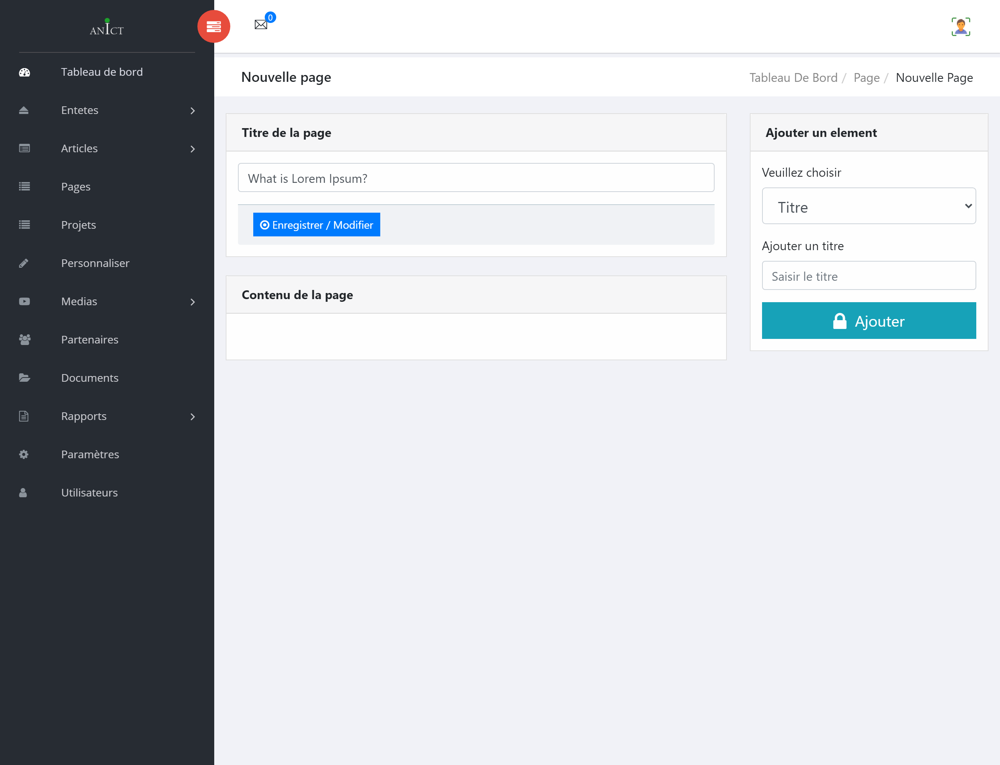 ANICT
0
Tableau de bord
Entetes
Articles
Pages
Projets
Personnaliser
Medias
Partenaires
Documents
Rapports
Paramètres
Utilisateurs
Nouvelle page
Tableau De Bord / Page / Nouvelle Page
Titre de la page
What is Lorem Ipsum?
Enregistrer / Modifier
Contenu de la page
Ajouter un element
Veuillez choisir
Titre
Ajouter un titre
Saisir le titre
Ajouter